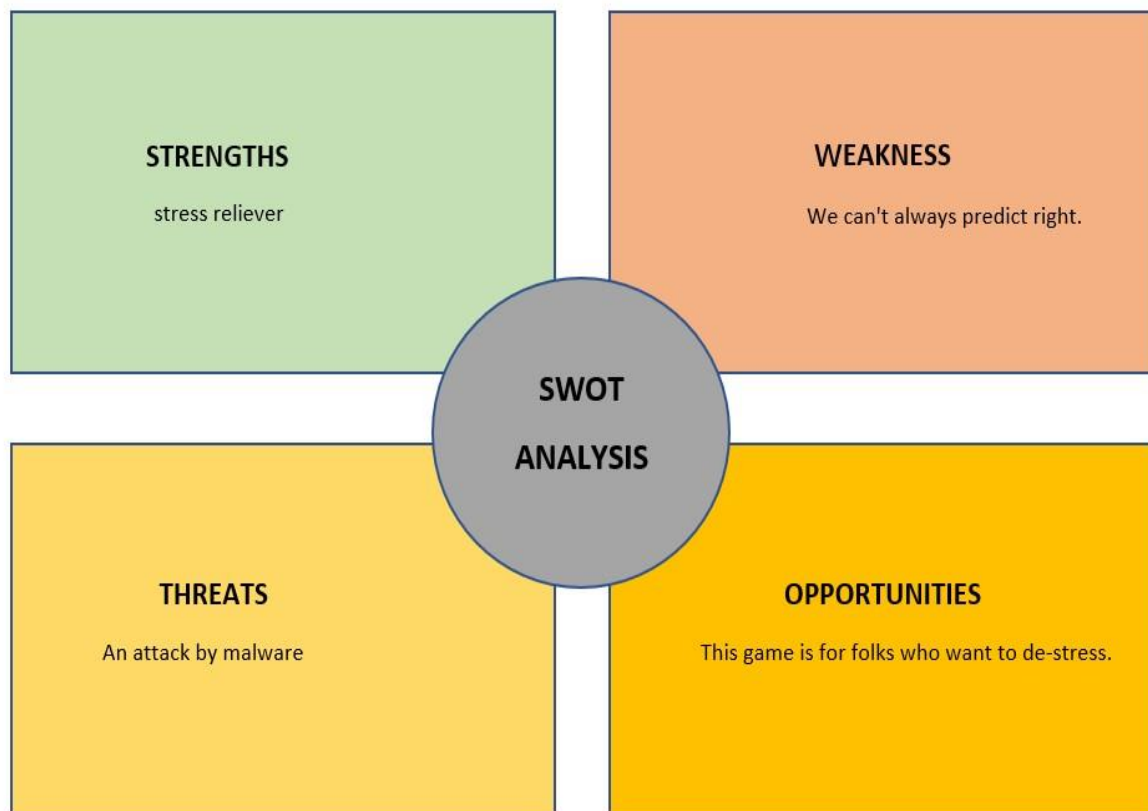 STRENGTHS
stress reliever
WEAKNESS
We can't always predict right.
SWOT
ANALYSIS
THREATS
An attack by malware
OPPORTUNITIES
This game is for folks who want to de-stress.